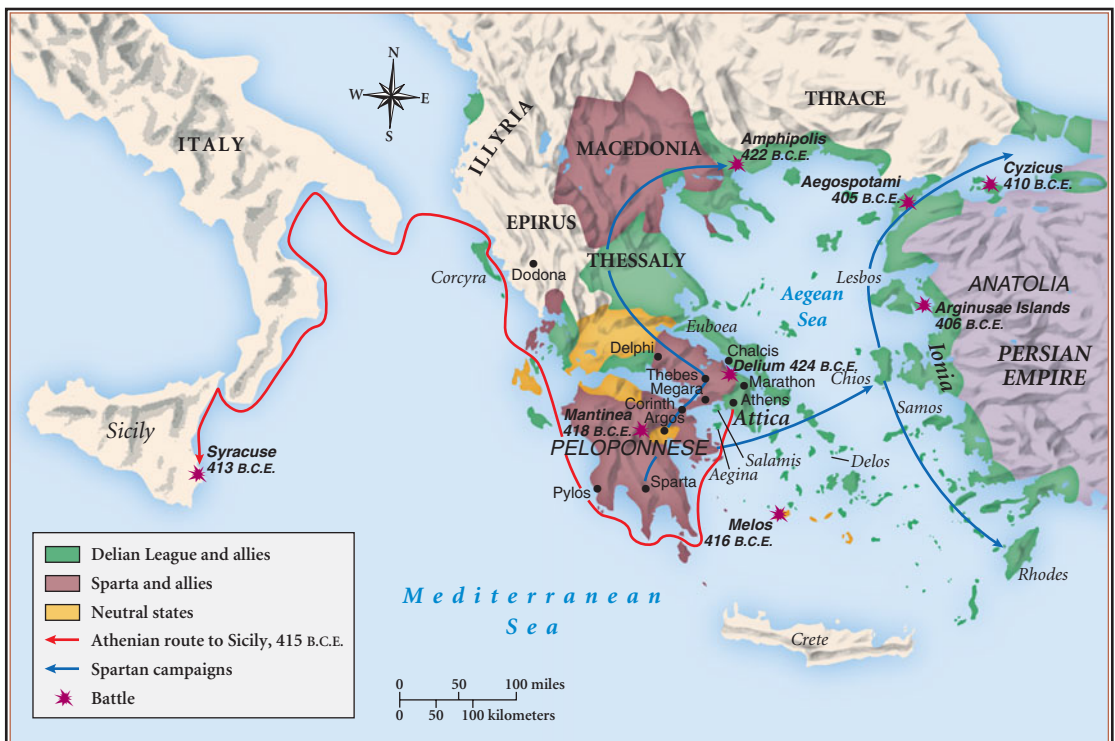 N
W
E
S
ITALY
ILLYRIA
THRACE
MACEDONIA
Amphipolis
422 B.C.E.
Aegospotami
405 B.C.E.
Cyzicus
410 B.C.E.
EPIRUS
Dodona
Corcyra
THESSALY
Lesbos
ANATOLIA
Aegean
Sea
Arginusae Islands
406 B.C.E.
Euboea
Delphi
Chalcis
Delium 424 B.C.E.
PERSIAN
EMPIRE
Ionia
Thebes
Megara
Marathon
Chios
Corinth
Athens
Argos
Attica
Mantinea
418 B.C.E.
Samos
PELOPONNESE
Salamis
Aegina
Delos
Sicily
Syracuse
413 B.C.E.
Pylos
Sparta
Melos
416 B.C.E.
Rhodes
Mediterranean
Sea
Crete
Delian League and allies
Sparta and allies
Neutral states
Athenian route to Sicily, 415 B.C.E.
Spartan campaigns
Battle
0 50 100 miles
0 50 100 kilometers